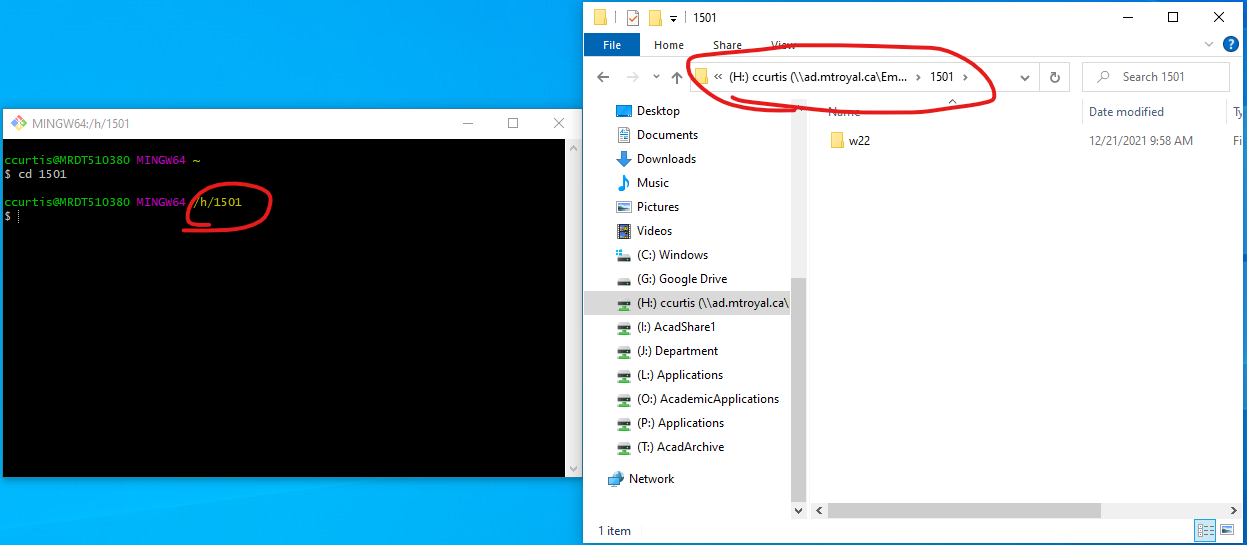 MINGW64:/h/1501
ccurtis@MRDT510380 MINGW64 ~
$ cd 1501
ccurtis@MRDT510380 MINGW64 /h/1501
$
1501
File Home Share View
(H:) ccurtis (\\ad.mtroyal.ca\Em... > 1501 >
Search 1501
Name Date modified Ty
w22 12/21/2021 9:58 AM Fi
Desktop
Documents
Downloads
Music
Pictures
Videos
(C:) Windows
(G:) Google Drive
(H:) ccurtis (\\ad.mtroyal.ca\
(I:) AcadShare1
(J:) Department
(L:) Applications
(O:) AcademicApplications
(P:) Applications
(T:) AcadArchive
Network
1 item